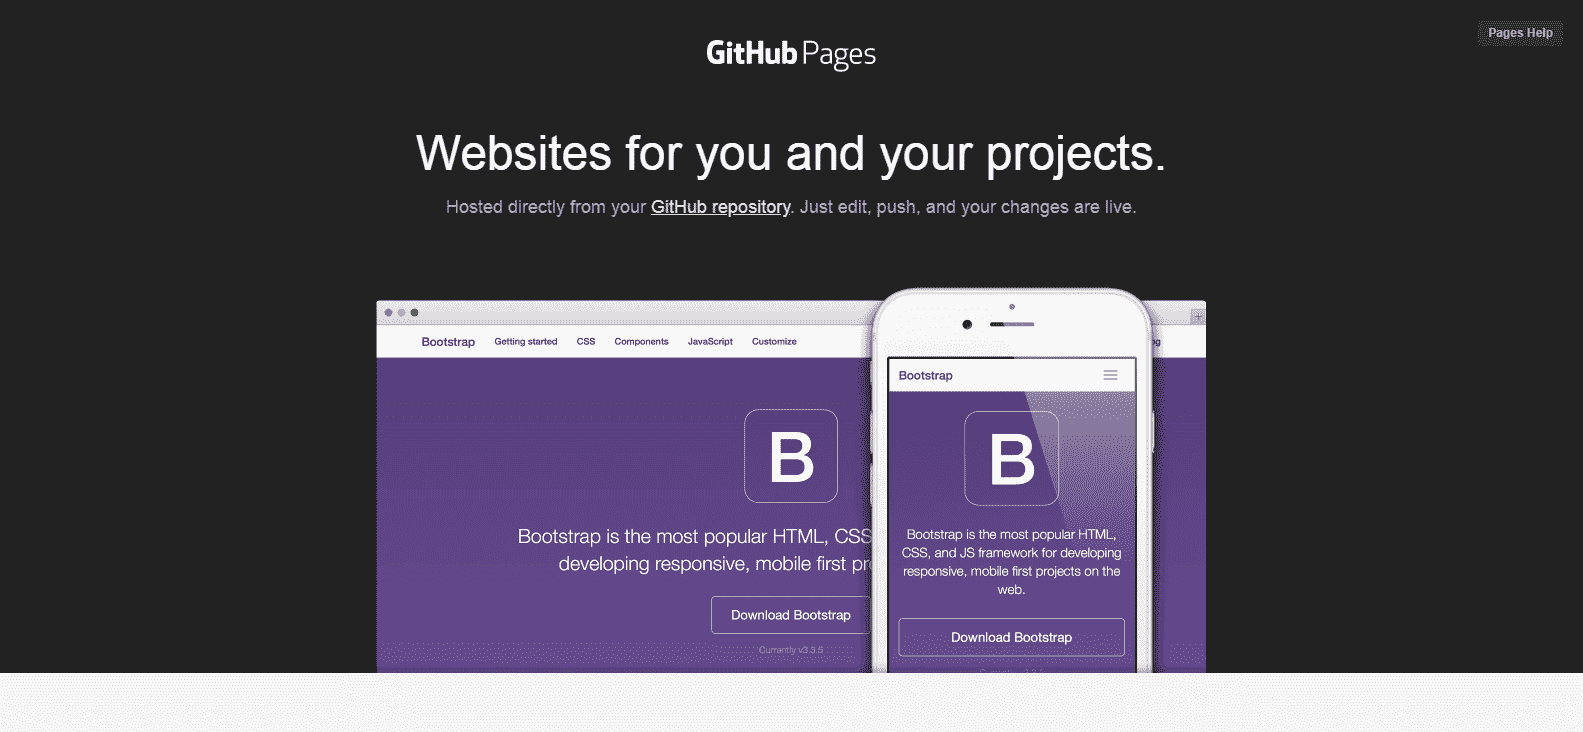 Pages Help
GitHub Pages
Websites for you and your projects.
Hosted directly from your GitHub repository. Just edit, push, and your changes are live.
Bootstrap Getting started CSS Components JavaScript Customize
B
Bootstrap is the most popular HTML, CSS
developing responsive, mobile first
Download Bootstrap
Currently v3.3.5
Bootstrap
B
Bootstrap is the most popular HTML,
CSS, and JS framework for developing
responsive, mobile first projects on the
web.
Download Bootstrap